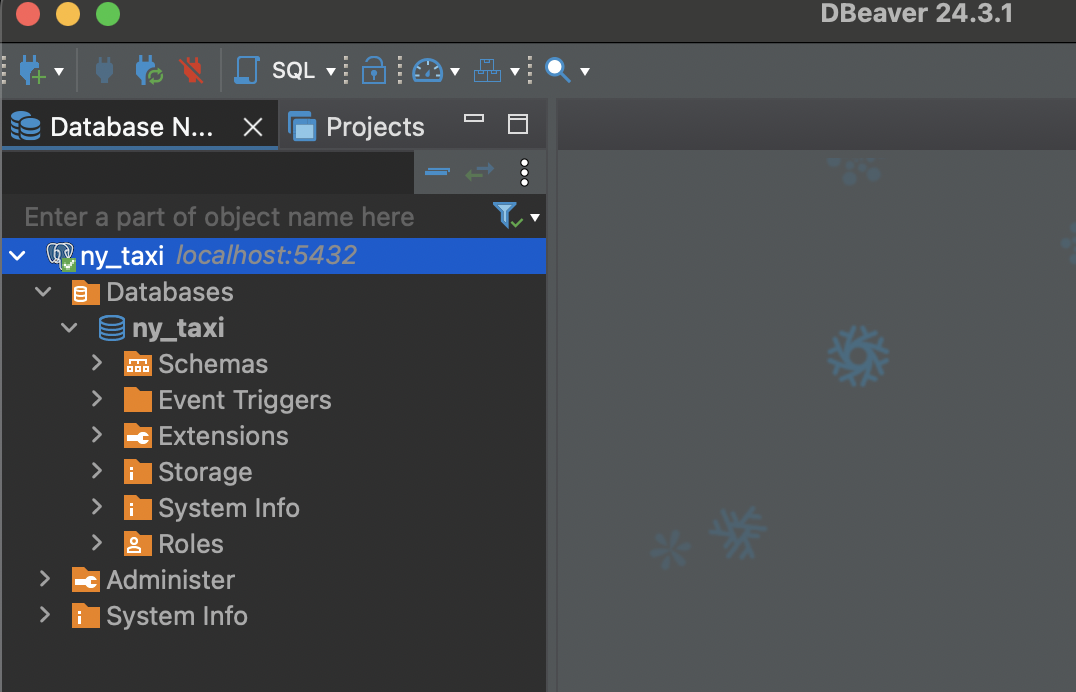 DBeaver 24.3.1
SQL
Database N... Projects
Enter a part of object name here
ny_taxi localhost:5432
Databases
ny_taxi
Schemas
Event Triggers
Extensions
Storage
System Info
Roles
Administer
System Info